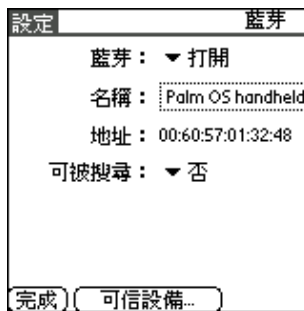 設定 藍芽
藍芽： 打開
名稱： Palm OS handheld
地址： 00:60:57:01:32:48
可被搜尋： 否
完成 可信設備...